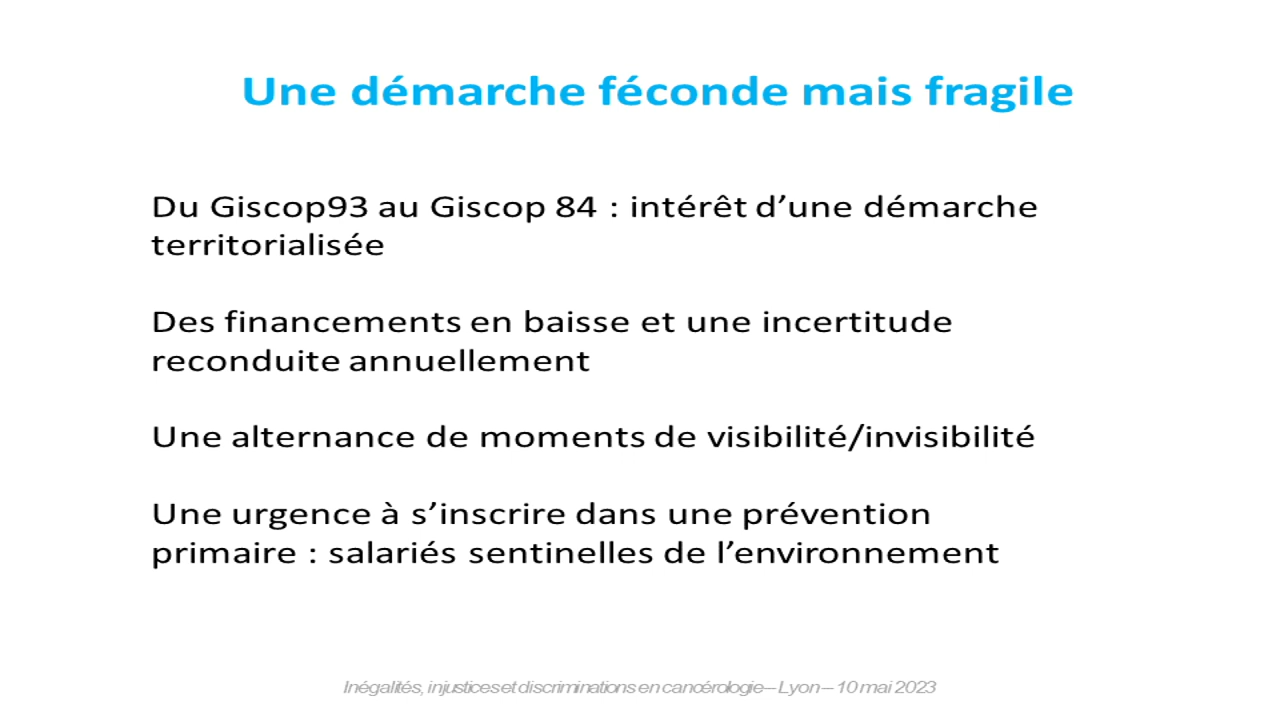 Une démarche féconde mais fragile
Du Giscop93 au Giscop 84 : intérêt d’une démarche
territorialisée
Des financements en baisse et une incertitude
reconduite annuellement
Une alternance de moments de visibilité/invisibilité
Une urgence à s’inscrire dans une prévention
primaire : salariés sentinelles de l’environnement
Inégalités, injustices et discriminations en cancérologie – Lyon – 10 mai 2023